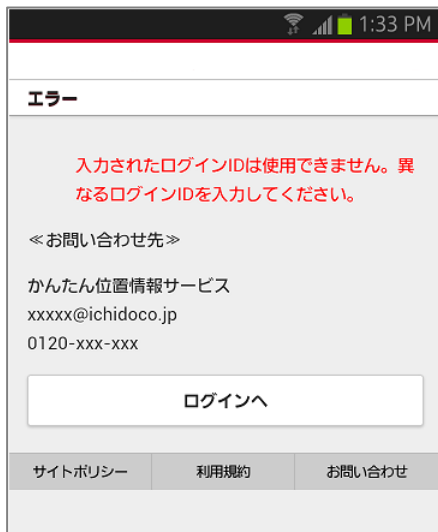 1:33 PM
エラー
入力されたログインIDは使用できません。異
なるログインIDを入力してください。
≪お問い合わせ先≫
かんたん位置情報サービス
xxxxx@ichidoco.jp
0120-xxx-xxx
ログインへ
サイトポリシー 利用規約 お問い合わせ